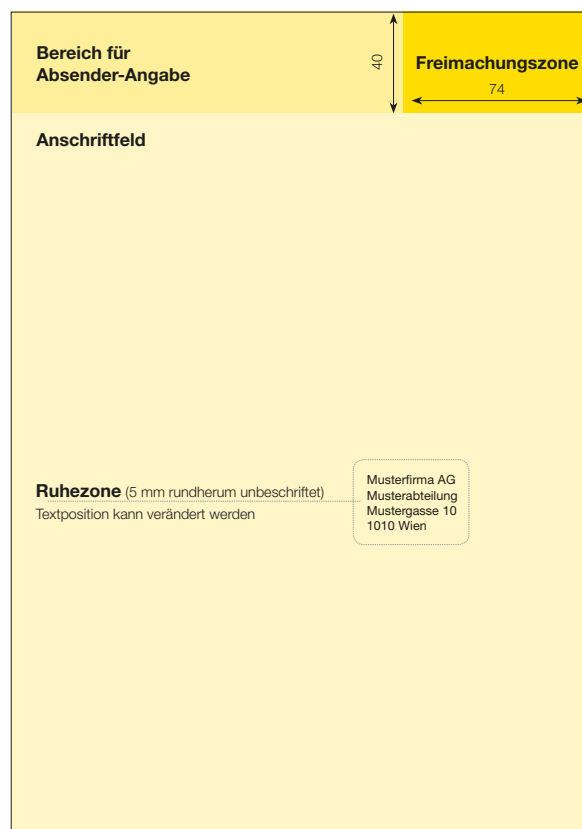 Bereich für
Absender-Angabe
40
Freimachungszone
74
Anschriftfeld
Ruhezone (5 mm rundherum unbeschriftet)
Textposition kann verändert werden
Musterfirma AG
Musterabteilung
Mustergasse 10
1010 Wien